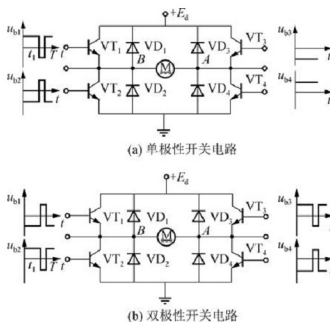 +E_d
u_b1
t_1 T t
VT_1 VD_1 VD_3 VT_3
u_b3
t
B M A
u_b2
t
VT_2 VD_2 VD_4 VT_4
u_b4
t
(a) 单极性开关电路
+E_d
u_b1
t
VT_1 VD_1 VD_3 VT_3
u_b3
t
B M A
u_b2
t_1 T t
VT_2 VD_2 VD_4 VT_4
u_b4
t
(b) 双极性开关电路